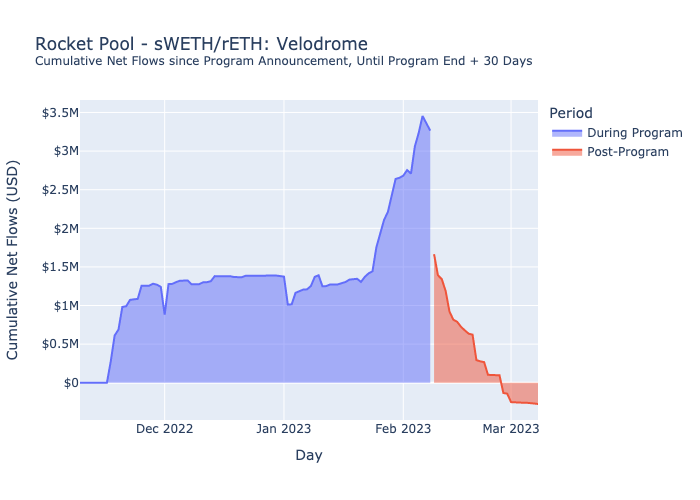 Rocket Pool - sWETH/rETH: Velodrome
Cumulative Net Flows since Program Announcement, Until Program End + 30 Days
Period
During Program
Post-Program
Cumulative Net Flows (USD)
$3.5M
$3M
$2.5M
$2M
$1.5M
$1M
$0.5M
$0
Dec 2022
Jan 2023
Feb 2023
Mar 2023
Day